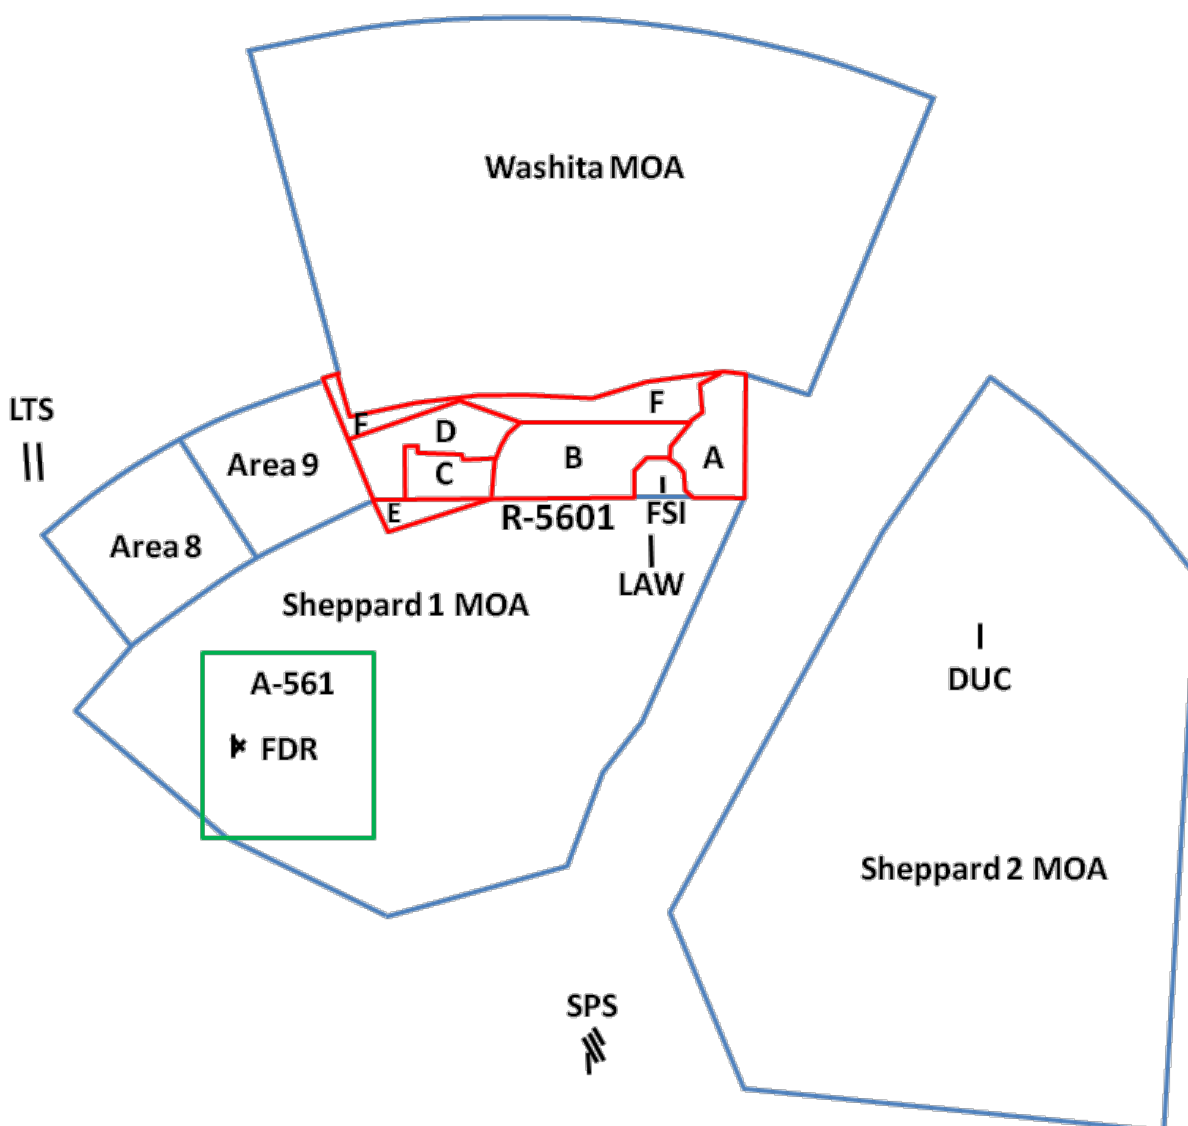 Washita MOA
LTS
F
F
D
Area 9
C
B
A
E
R-5601
FSI
Area 8
LAW
Sheppard 1 MOA
A-561
FDR
DUC
Sheppard 2 MOA
SPS